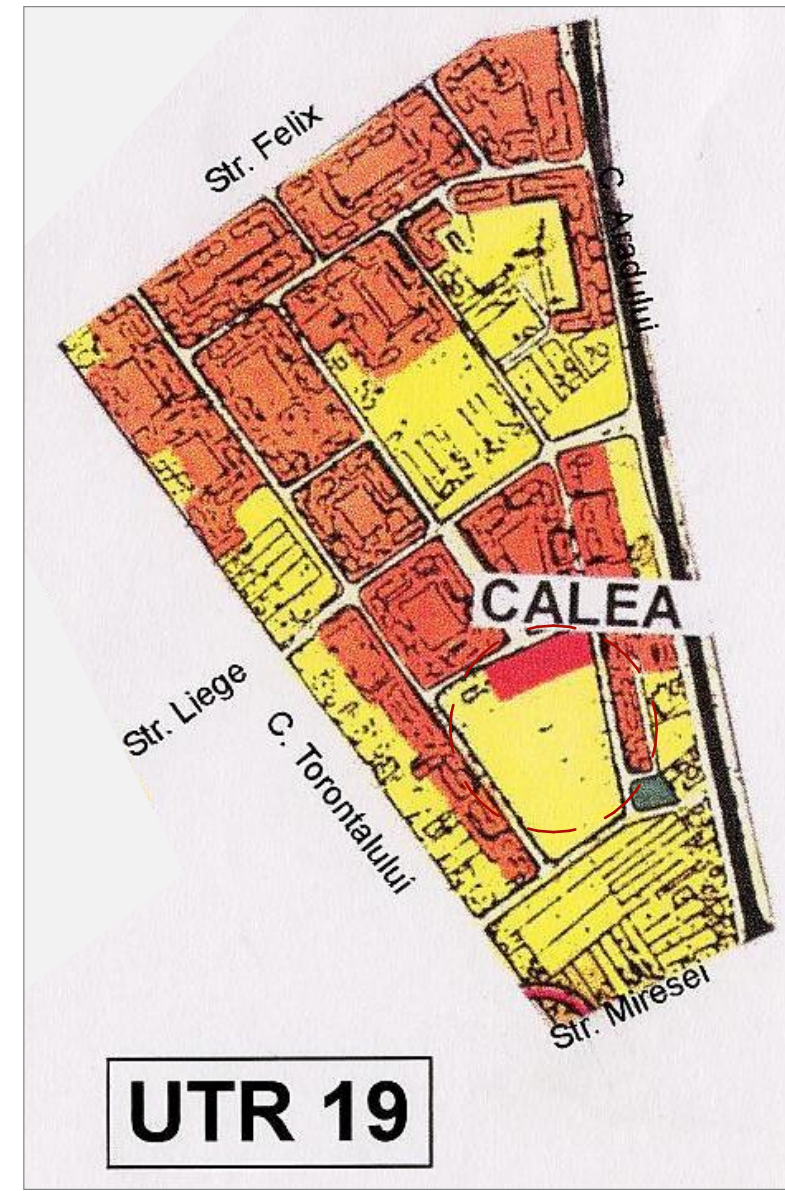 Str. Felix
C. Aradului
CALEA
Str. Liege
C. Torontalului
Str. Miresei
UTR 19